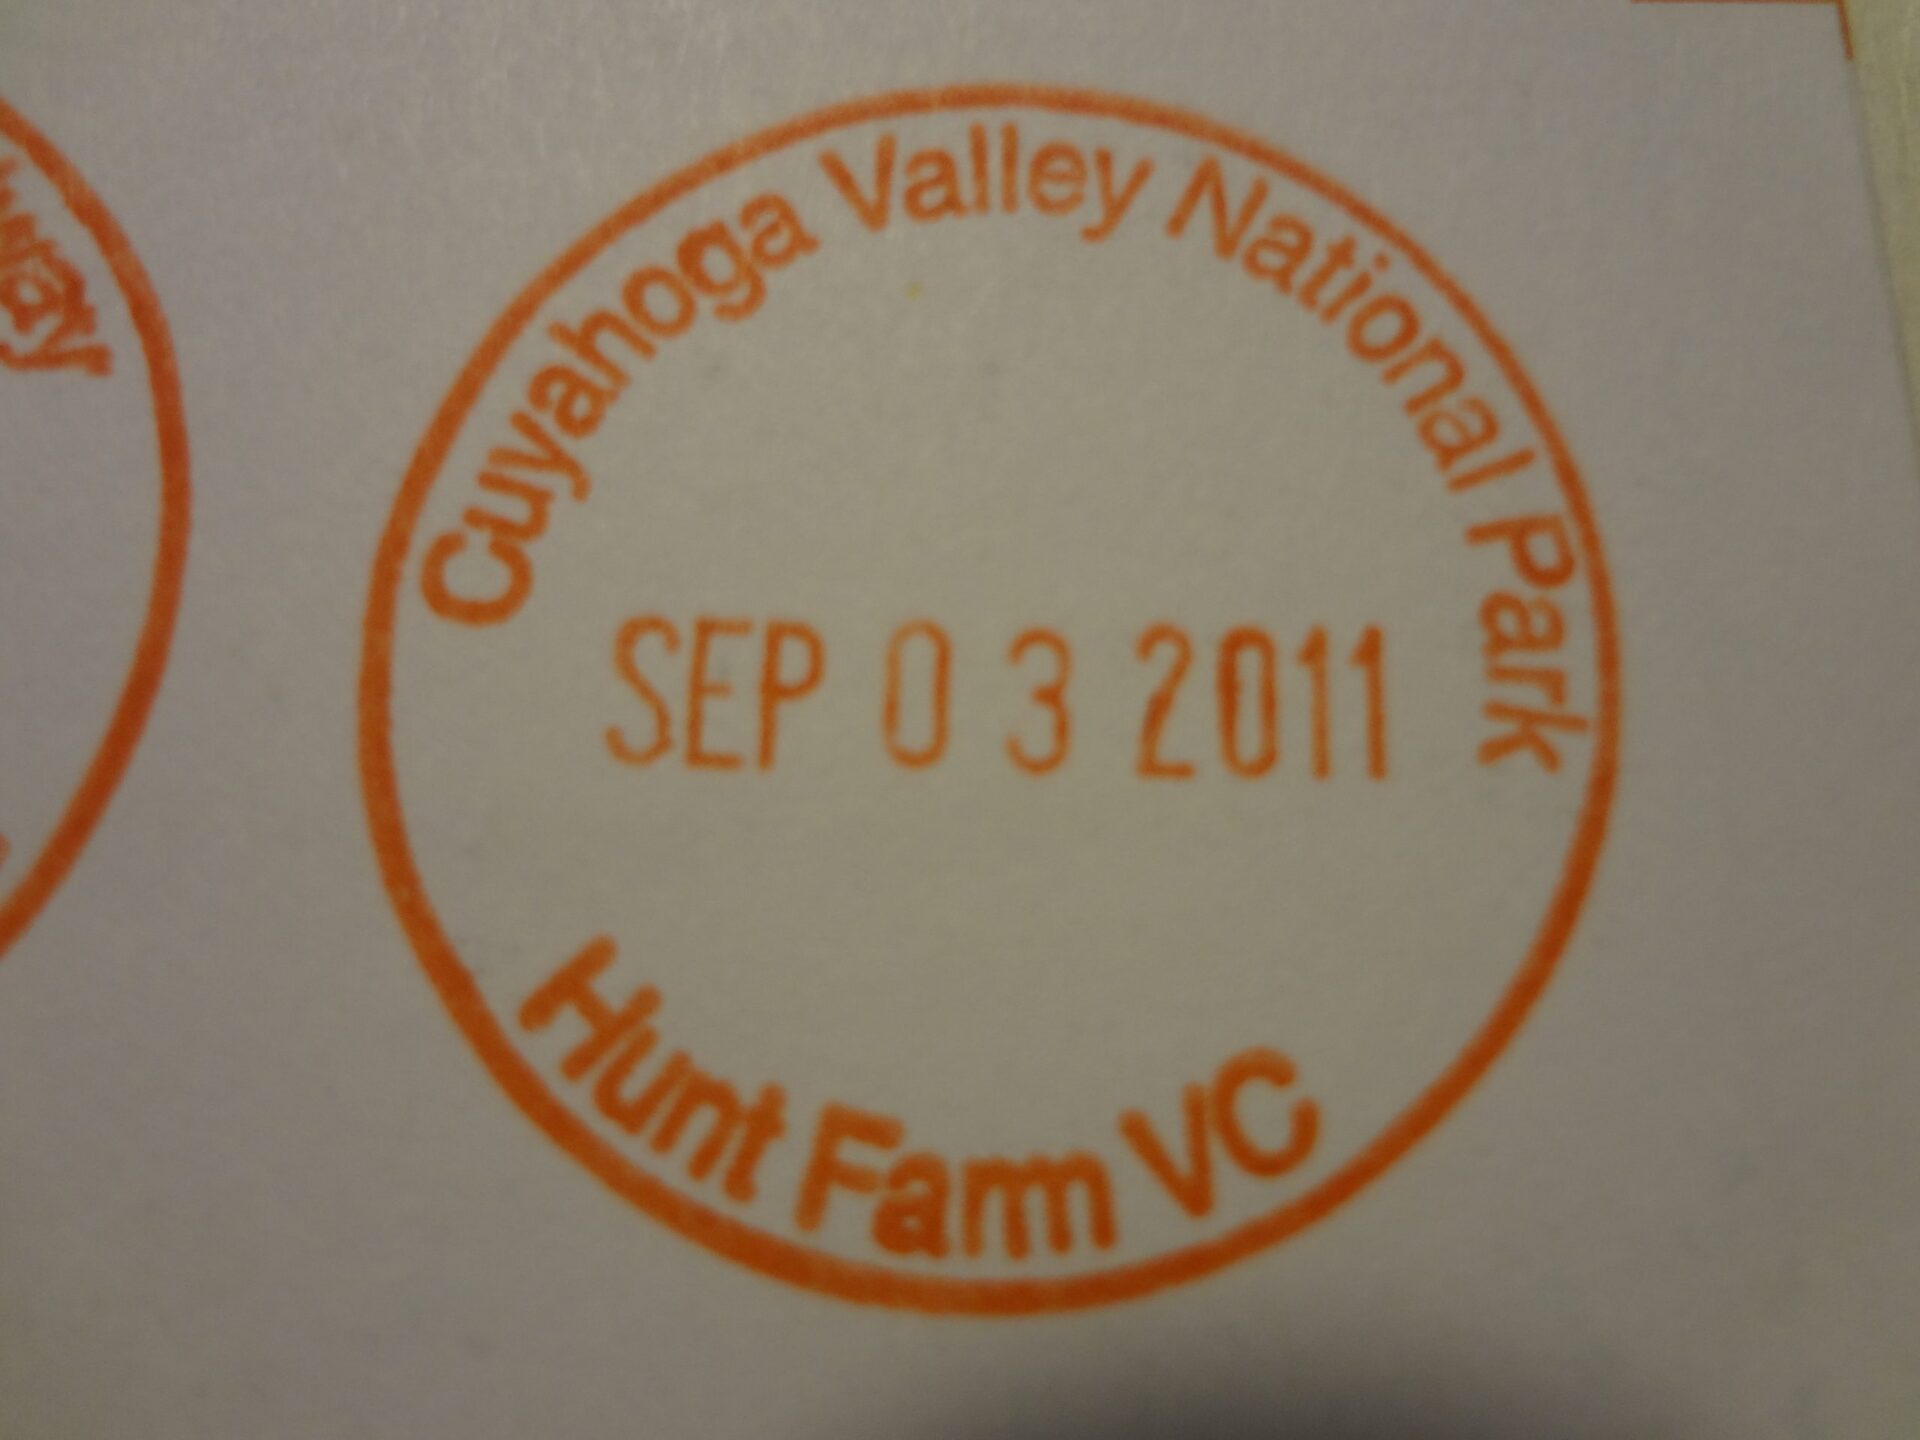 Cuyahoga Valley National Park
SEP 03 2011
Hunt Farm VC